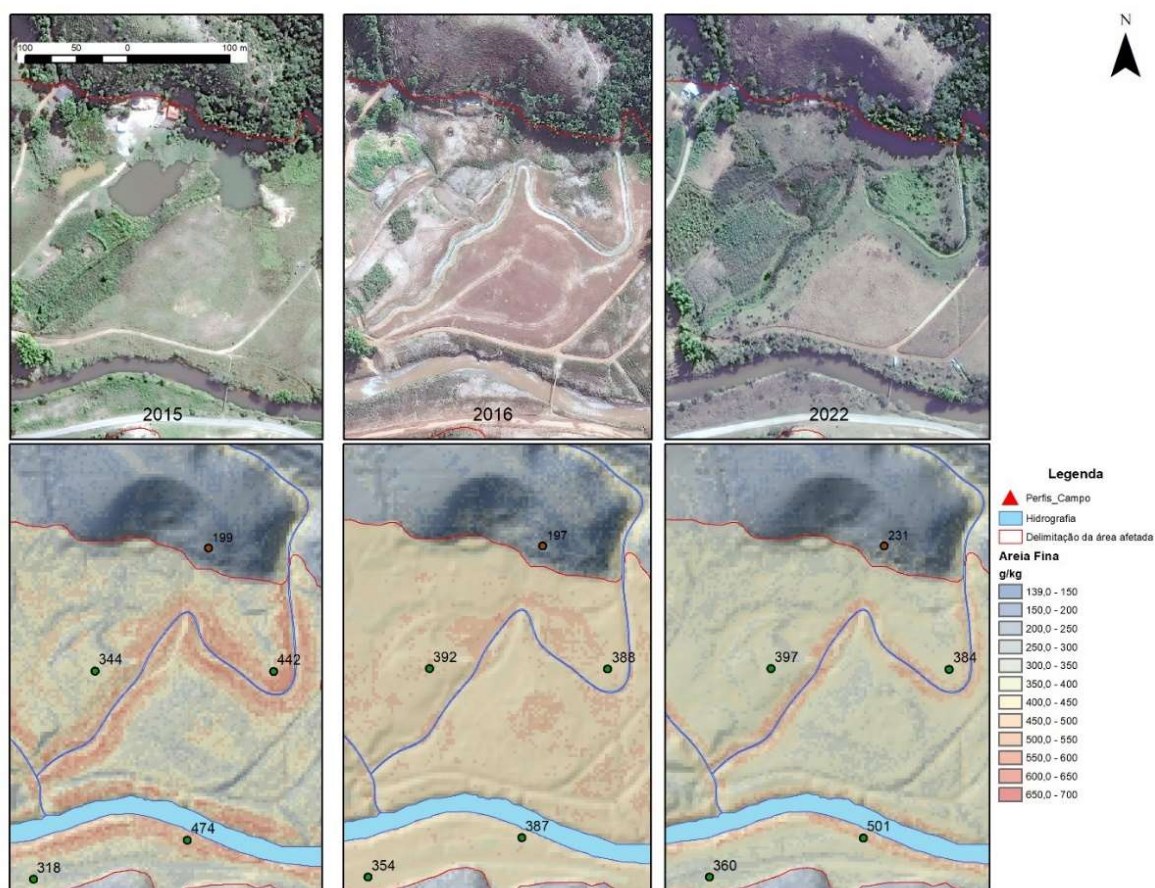 N
100 50 0 100 m
2015
2016
2022
Legenda
Perfis_Campo
Hidrografia
Delimitação da área afetada
Areia Fina
g/kg
139,0 - 150
150,0 - 200
200,0 - 250
250,0 - 300
300,0 - 350
350,0 - 400
400,0 - 450
450,0 - 500
500,0 - 550
550,0 - 600
600,0 - 650
650,0 - 700
199
344
442
474
318
197
392
388
387
354
231
397
384
501
360